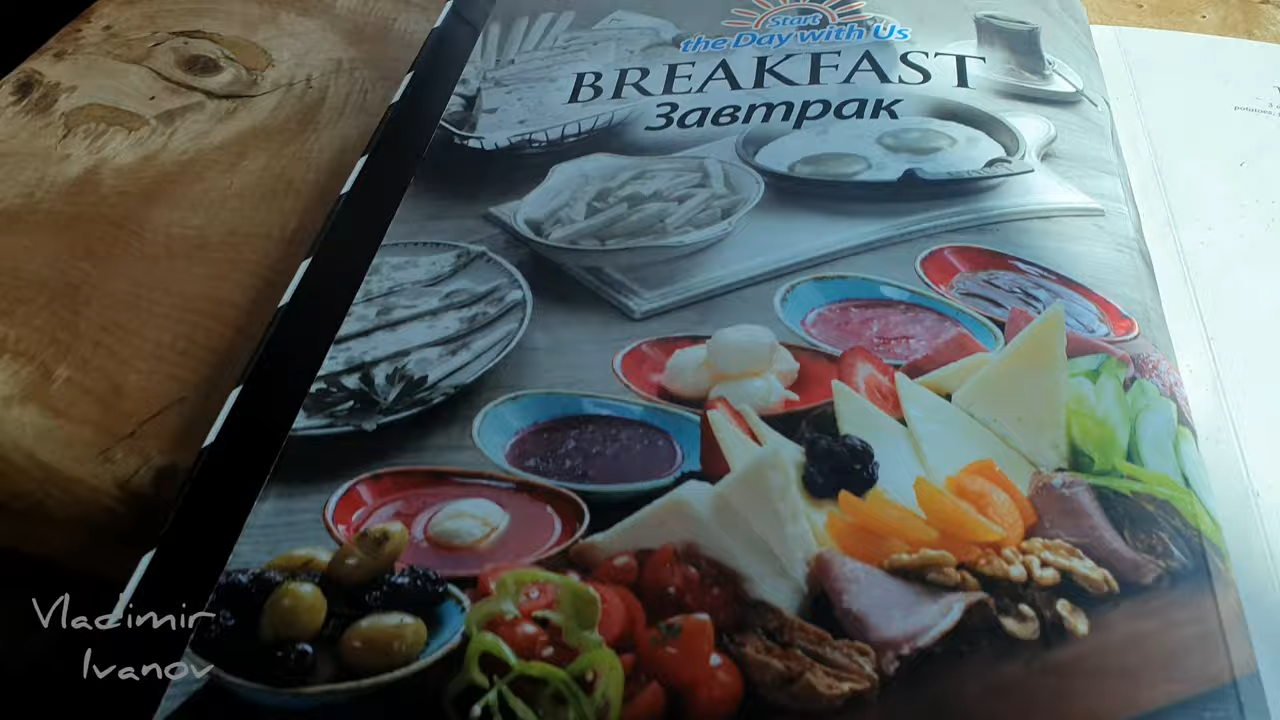 Start
the Day with Us
BREAKFAST
Завтрак
Vladimir
Ivanov